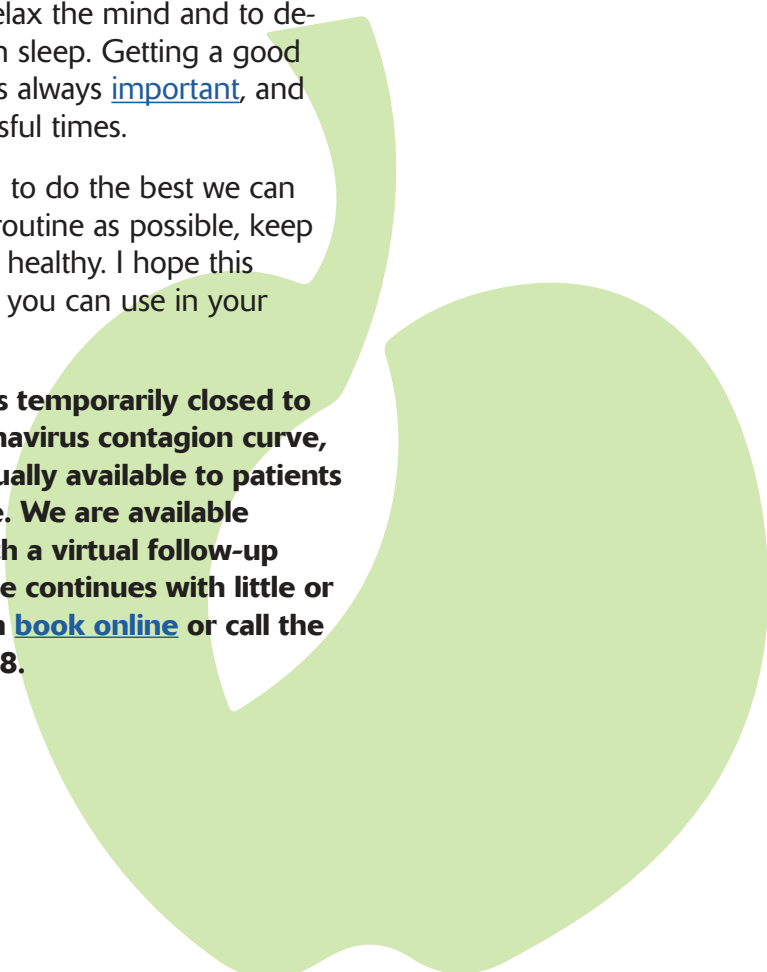 elax the mind and to de-
n sleep. Getting a good
s always important, and
sful times.
to do the best we can
routine as possible, keep
healthy. I hope this
you can use in your
s temporarily closed to
navirus contagion curve,
ually available to patients
e. We are available
ch a virtual follow-up
e continues with little or
n book online or call the
8.